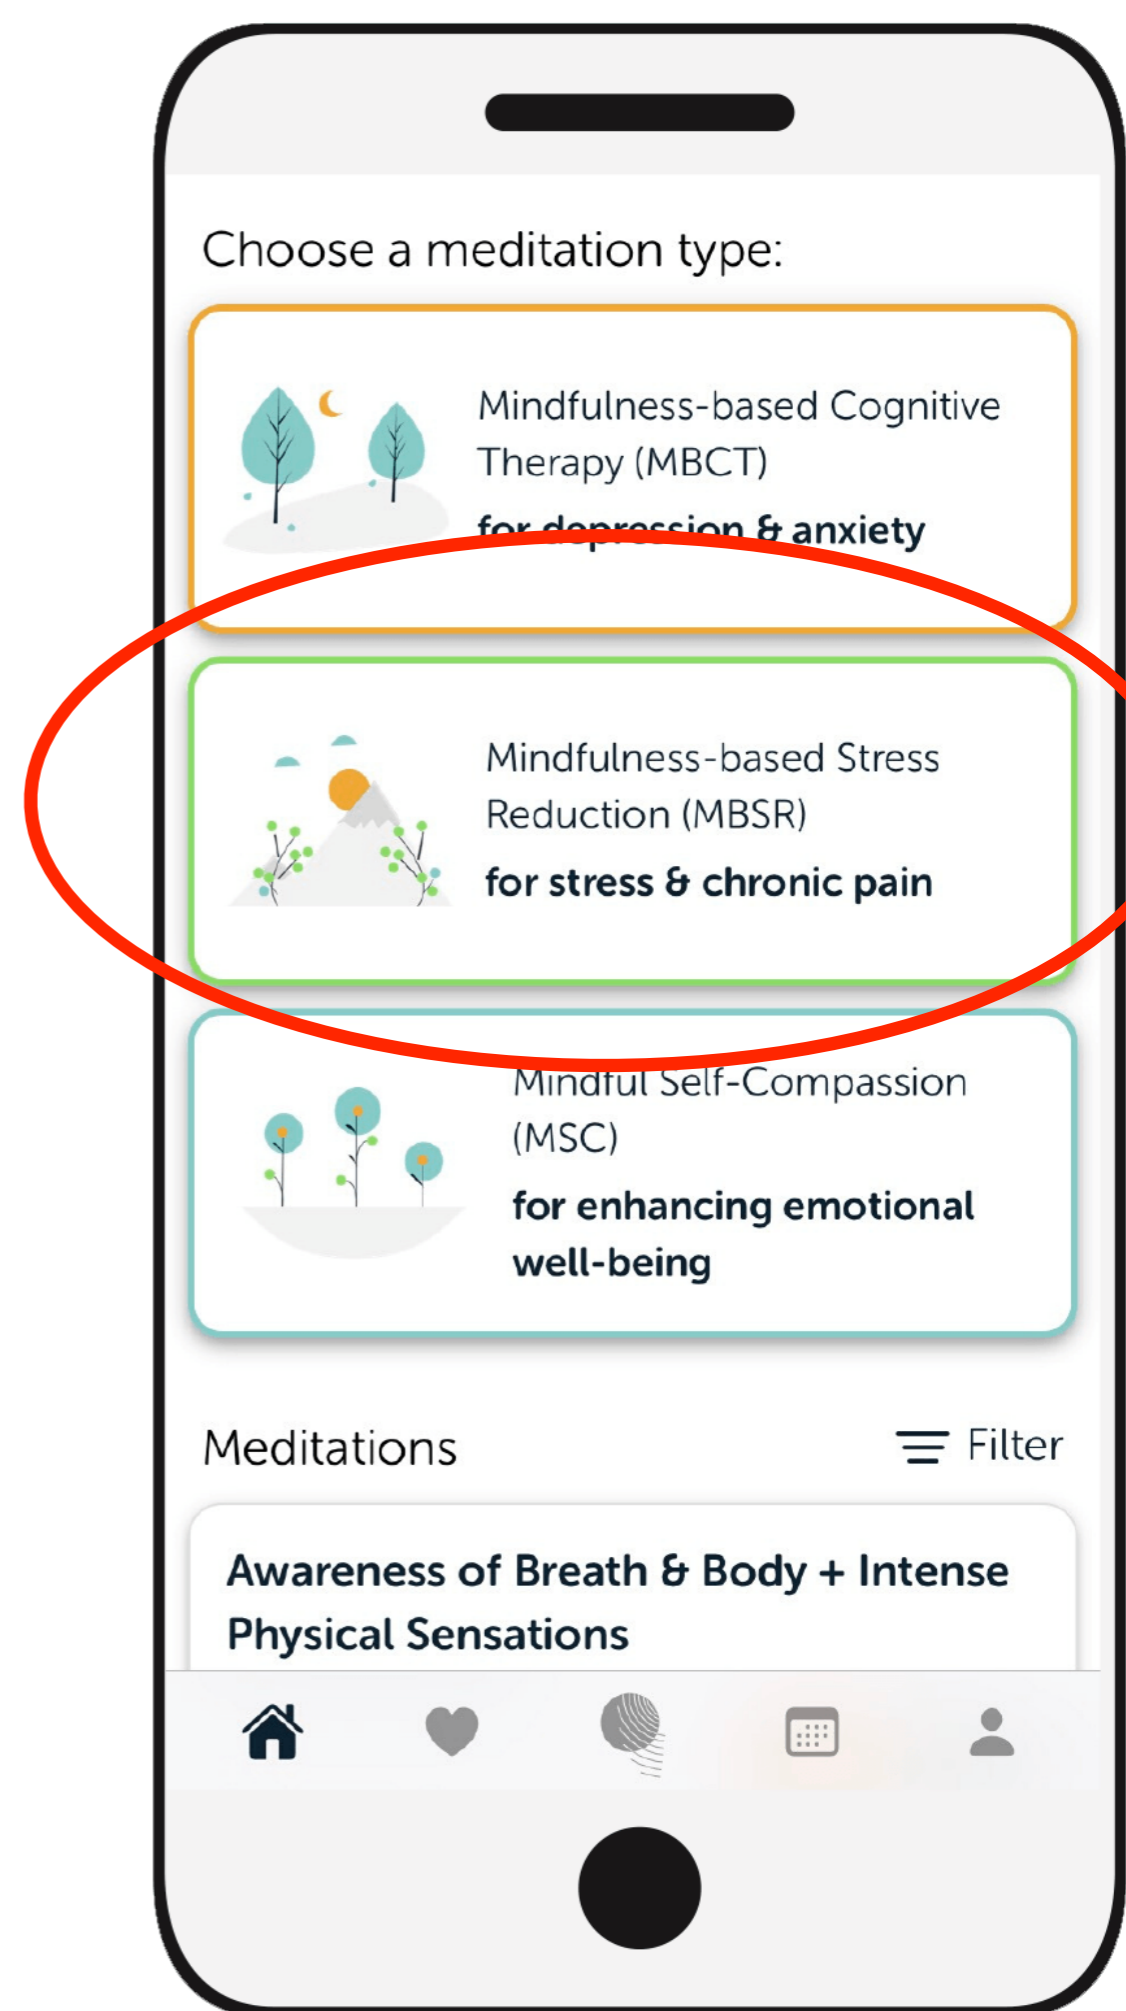 Choose a meditation type:
Mindfulness-based Cognitive
Therapy (MBCT)
for depression & anxiety
Mindfulness-based Stress
Reduction (MBSR)
for stress & chronic pain
Mindful Self-Compassion
(MSC)
for enhancing emotional
well-being
Meditations
Filter
Awareness of Breath & Body + Intense
Physical Sensations